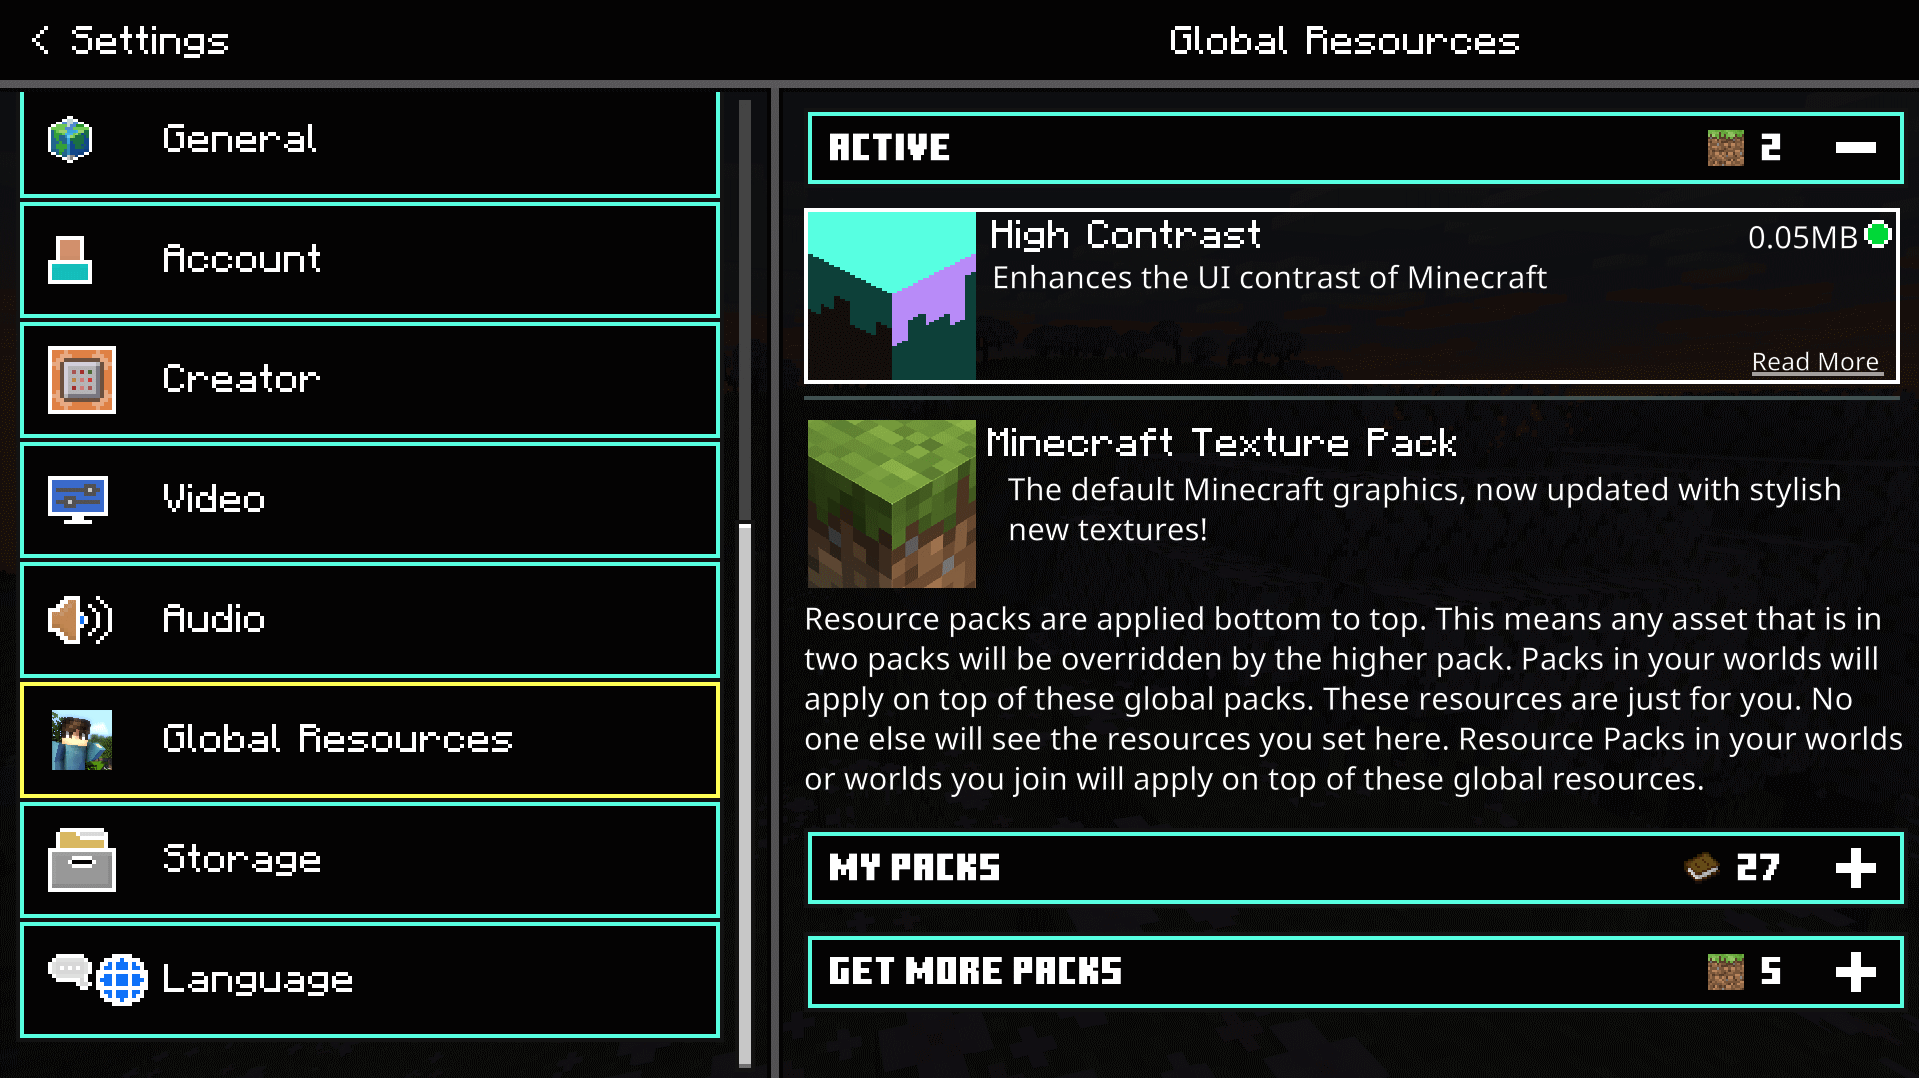 Settings
Global Resources
General
Account
Creator
Video
Audio
Global Resources
Storage
Language
ACTIVE
2
High Contrast
0.05MB
Enhances the UI contrast of Minecraft
Read More
Minecraft Texture Pack
The default Minecraft graphics, now updated with stylish
new textures!
Resource packs are applied bottom to top. This means any asset that is in
two packs will be overridden by the higher pack. Packs in your worlds will
apply on top of these global packs. These resources are just for you. No
one else will see the resources you set here. Resource Packs in your worlds
or worlds you join will apply on top of these global resources.
MY PACKS
27
GET MORE PACKS
5